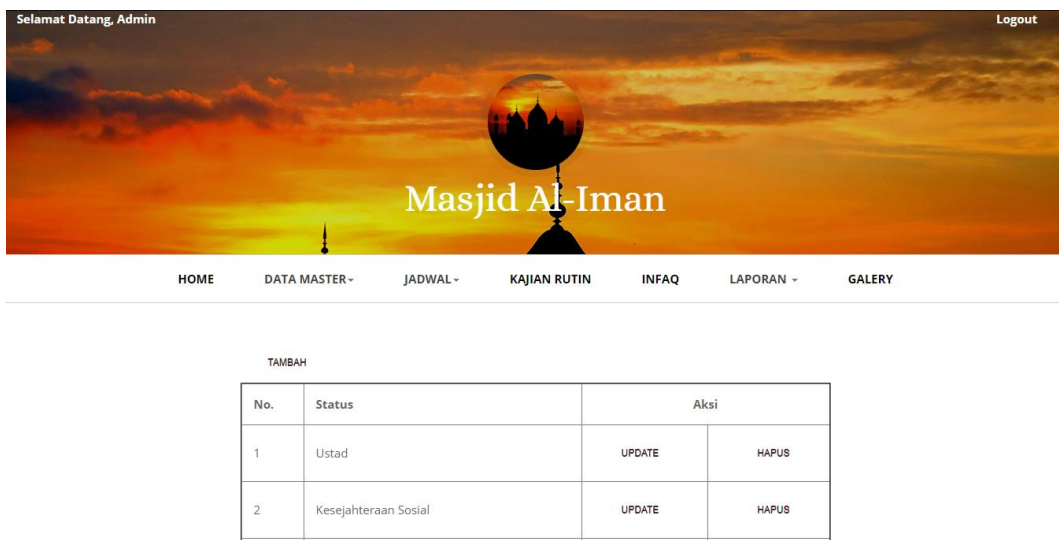 Selamat Datang, Admin Logout
Masjid Al-Iman
HOME DATA MASTER JADWAL KAJIAN RUTIN INFAQ LAPORAN GALERY
TAMBAH
No. Status Aksi
1 Ustad UPDATE HAPUS
2 Kesejahteraan Sosial UPDATE HAPUS